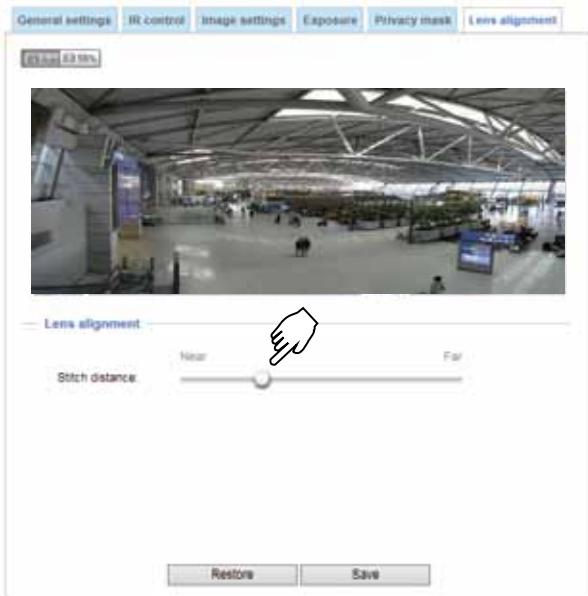 General settings IR control Image settings Exposure Privacy mask Lens alignment
Lens alignment
Near Far
Stitch distance:
Restore Save